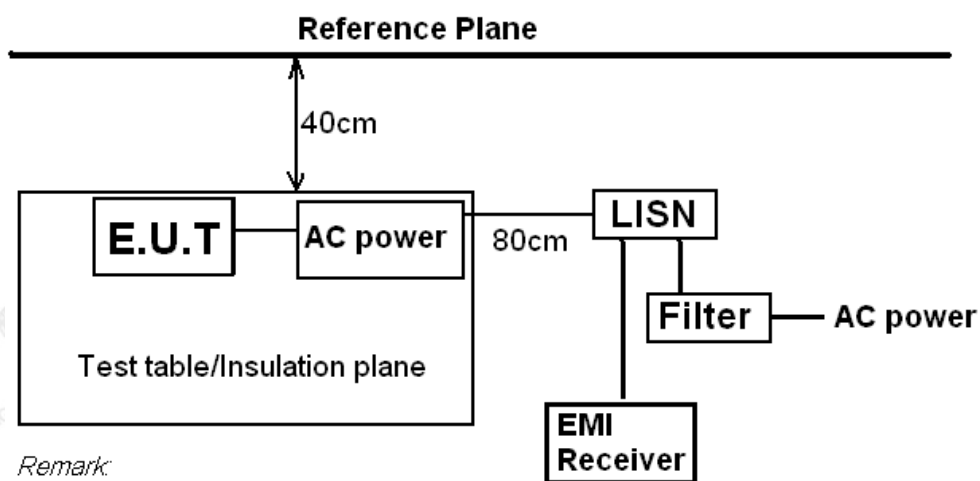 Reference Plane
40cm
E.U.T
AC power
80cm
LISN
Filter
AC power
Test table/Insulation plane
EMI
Receiver
Remark: